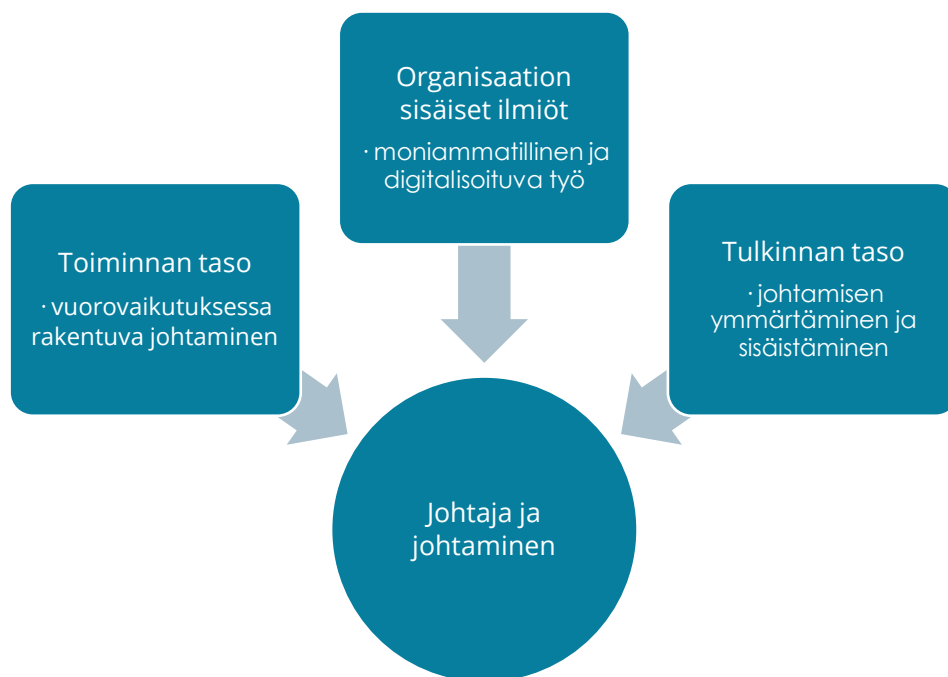 Organisaation
sisäiset ilmiöt
· moniammatillinen ja
digitalisoituva työ
Toiminnan taso
· vuorovaikutuksessa
rakentuva johtaminen
Tulkinnan taso
· johtamisen
ymmärtäminen ja
sisäistäminen
Johtaja ja
johtaminen